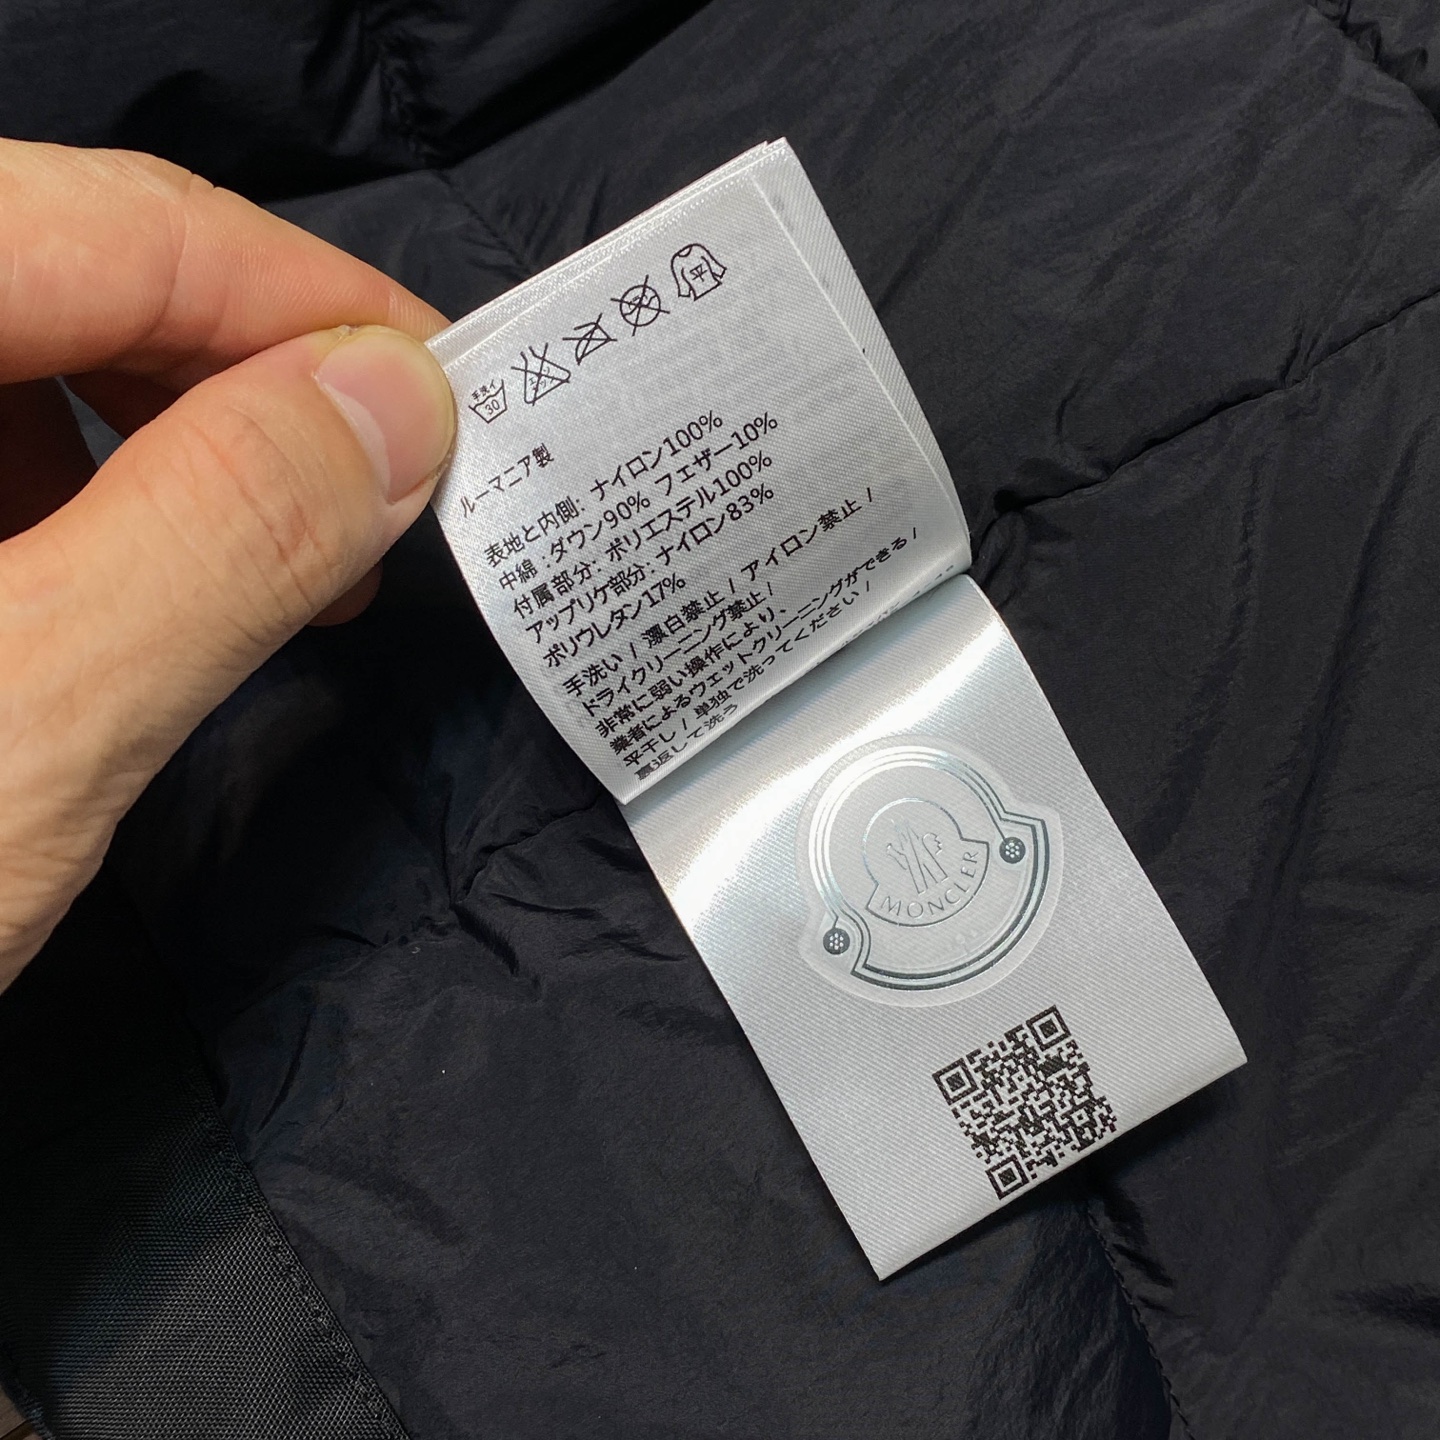 手洗イ
30
平
ルーマニア製
表地と内側: ナイロン100%
中綿 : ダウン90% フェザー10%
付属部分: ポリエステル100%
アップリケ部分: ナイロン83%
ポリウレタン17%
手洗い / 漂白禁止 / アイロン禁止 /
ドライクリーニング禁止/
非常に弱い操作により、
業者によるウェットクリーニングができる /
平干し / 単独で洗ってください /
裏返して洗う
MONCLER